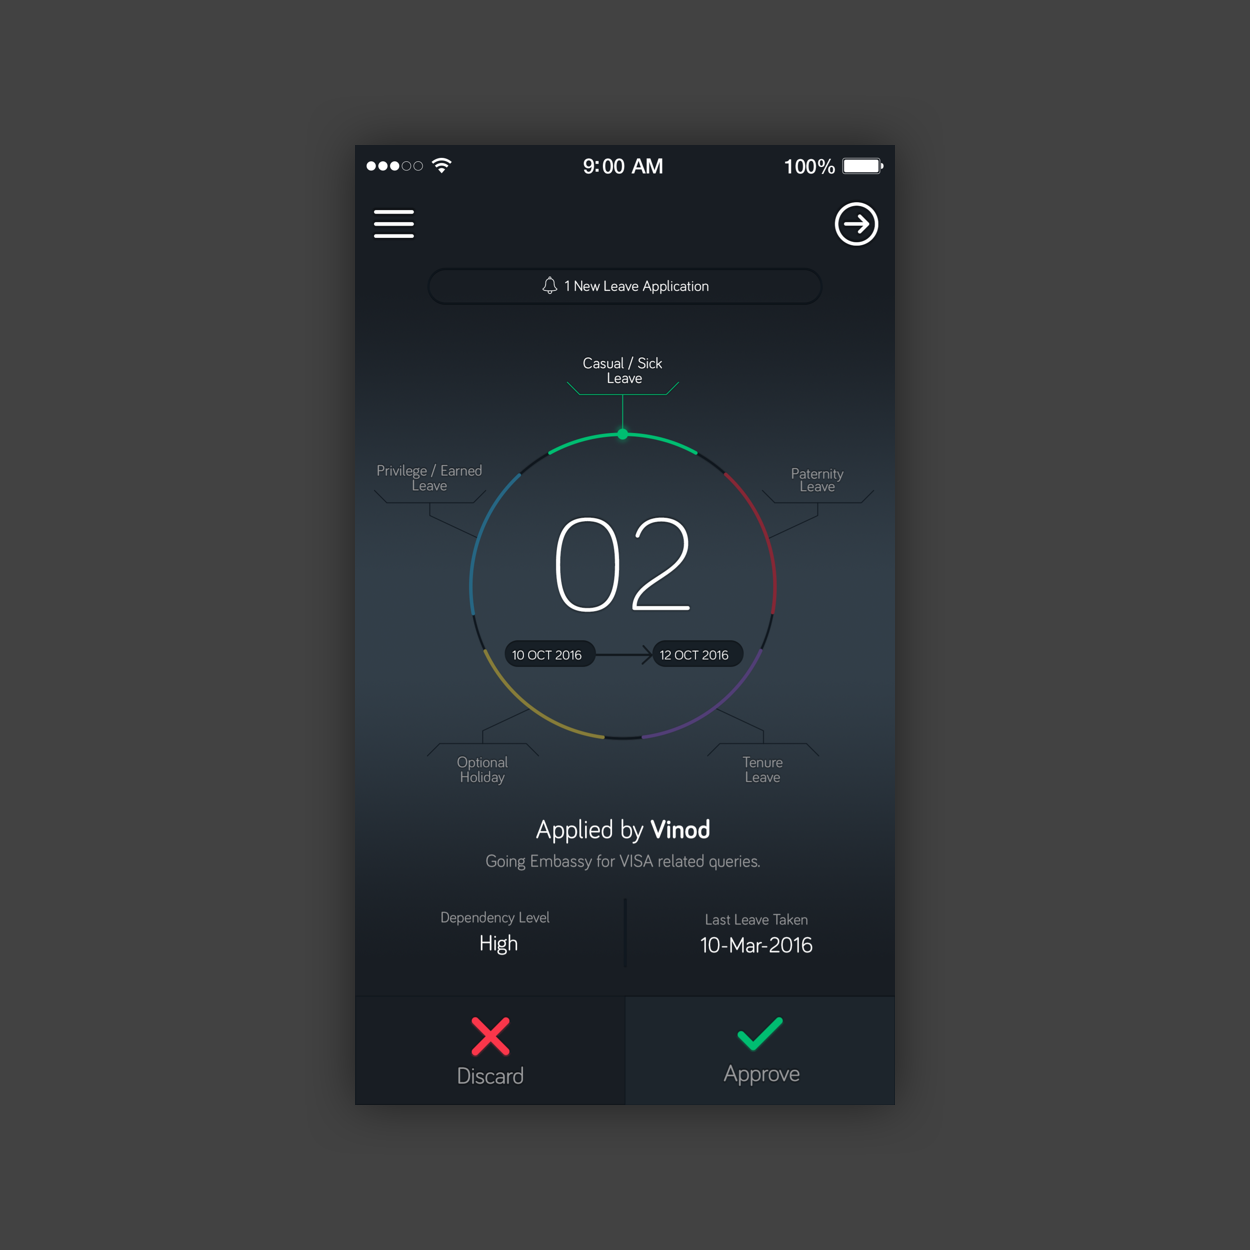 9:00 AM
100%
1 New Leave Application
Casual / Sick
Leave
Privilege / Earned
Leave
Paternity
Leave
02
10 OCT 2016
12 OCT 2016
Optional
Holiday
Tenure
Leave
Applied by Vinod
Going Embassy for VISA related queries.
Dependency Level
High
Last Leave Taken
10-Mar-2016
Discard
Approve